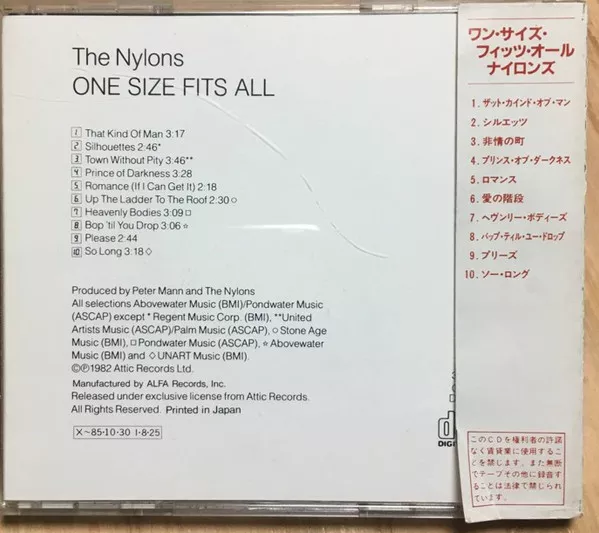 The Nylons
ONE SIZE FITS ALL
1 That Kind Of Man 3:17
2 Silhouettes 2:46*
3 Town Without Pity 3:46**
4 Prince of Darkness 3:28
5 Romance (If I Can Get It) 2:18
6 Up The Ladder To The Roof 2:30 ○
7 Heavenly Bodies 3:09 □
8 Bop 'til You Drop 3:06 ☆
9 Please 2:44
10 So Long 3:18 ◇
Produced by Peter Mann and The Nylons
All selections Abovewater Music (BMI)/Pondwater Music
(ASCAP) except * Regent Music Corp. (BMI), **United
Artists Music (ASCAP)/Palm Music (ASCAP), ○ Stone Age
Music (BMI), □ Pondwater Music (ASCAP), ☆ Abovewater
Music (BMI) and ◇ UNART Music (BMI).
©℗1982 Attic Records Ltd.
Manufactured by ALFA Records, Inc.
Released under exclusive license from Attic Records.
All Rights Reserved. Printed in Japan
X~85·10·30 I·8·25
DIGI
ワン・サイズ・
フィッツ・オール
ナイロンズ
1. ザット・カインド・オブ・マン
2. シルエッツ
3. 非情の町
4. プリンス・オブ・ダークネス
5. ロマンス
6. 愛の階段
7. ヘヴンリー・ボディーズ
8. バップ・ティル・ユー・ドロップ
9. プリーズ
10. ソー・ロング
このCDを権利者の許諾
なく賃貸業に使用するこ
とを禁じます。また無断
でテープその他に録音す
ることは法律で禁じられ
ています。